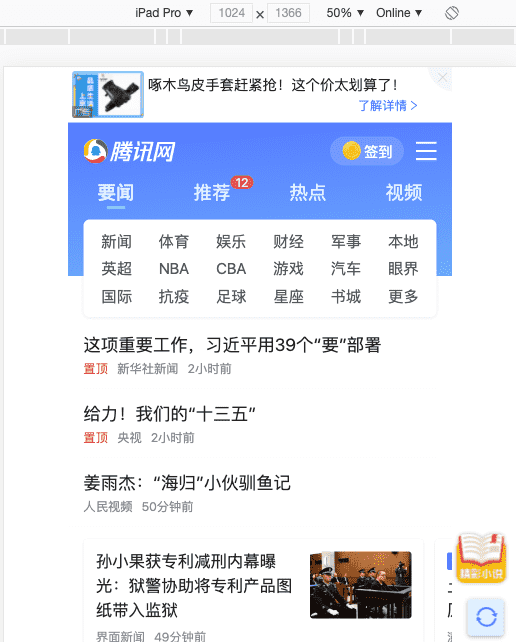 iPad Pro ▼ 1024 × 1366 50% ▼ Online ▼
品质生活上京东
广告
啄木鸟皮手套赶紧抢！这个价太划算了！
了解详情 >
腾讯网 签到
要闻 推荐 12 热点 视频
新闻 体育 娱乐 财经 军事 本地
英超 NBA CBA 游戏 汽车 眼界
国际 抗疫 足球 星座 书城 更多
这项重要工作，习近平用39个“要”部署
置顶 新华社新闻 2小时前
给力！我们的“十三五”
置顶 央视 2小时前
姜雨杰：“海归”小伙驯鱼记
人民视频 50分钟前
孙小果获专利减刑内幕曝
光：狱警协助将专利产品图
纸带入监狱
界面新闻 49分钟前
精彩小说